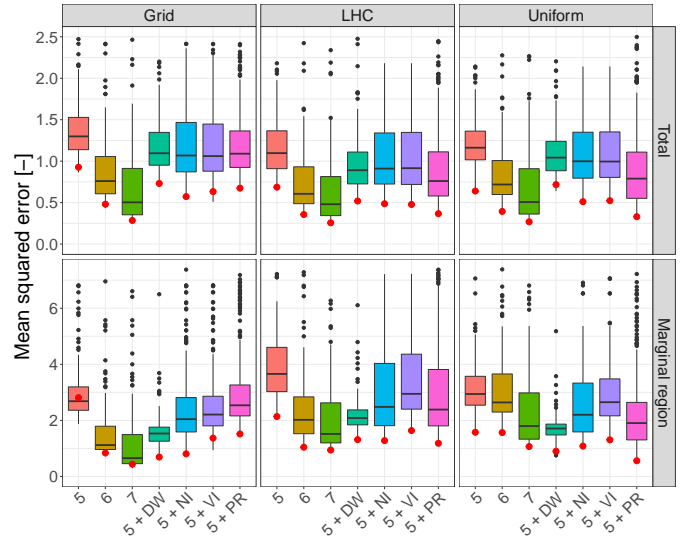 Grid LHC Uniform
Mean squared error [−]
2.5
2.0
1.5
1.0
0.5
0.0
Total
6
4
2
0
Marginal region
5 6 7 5 + DW 5 + NI 5 + VI 5 + PR
5 6 7 5 + DW 5 + NI 5 + VI 5 + PR
5 6 7 5 + DW 5 + NI 5 + VI 5 + PR